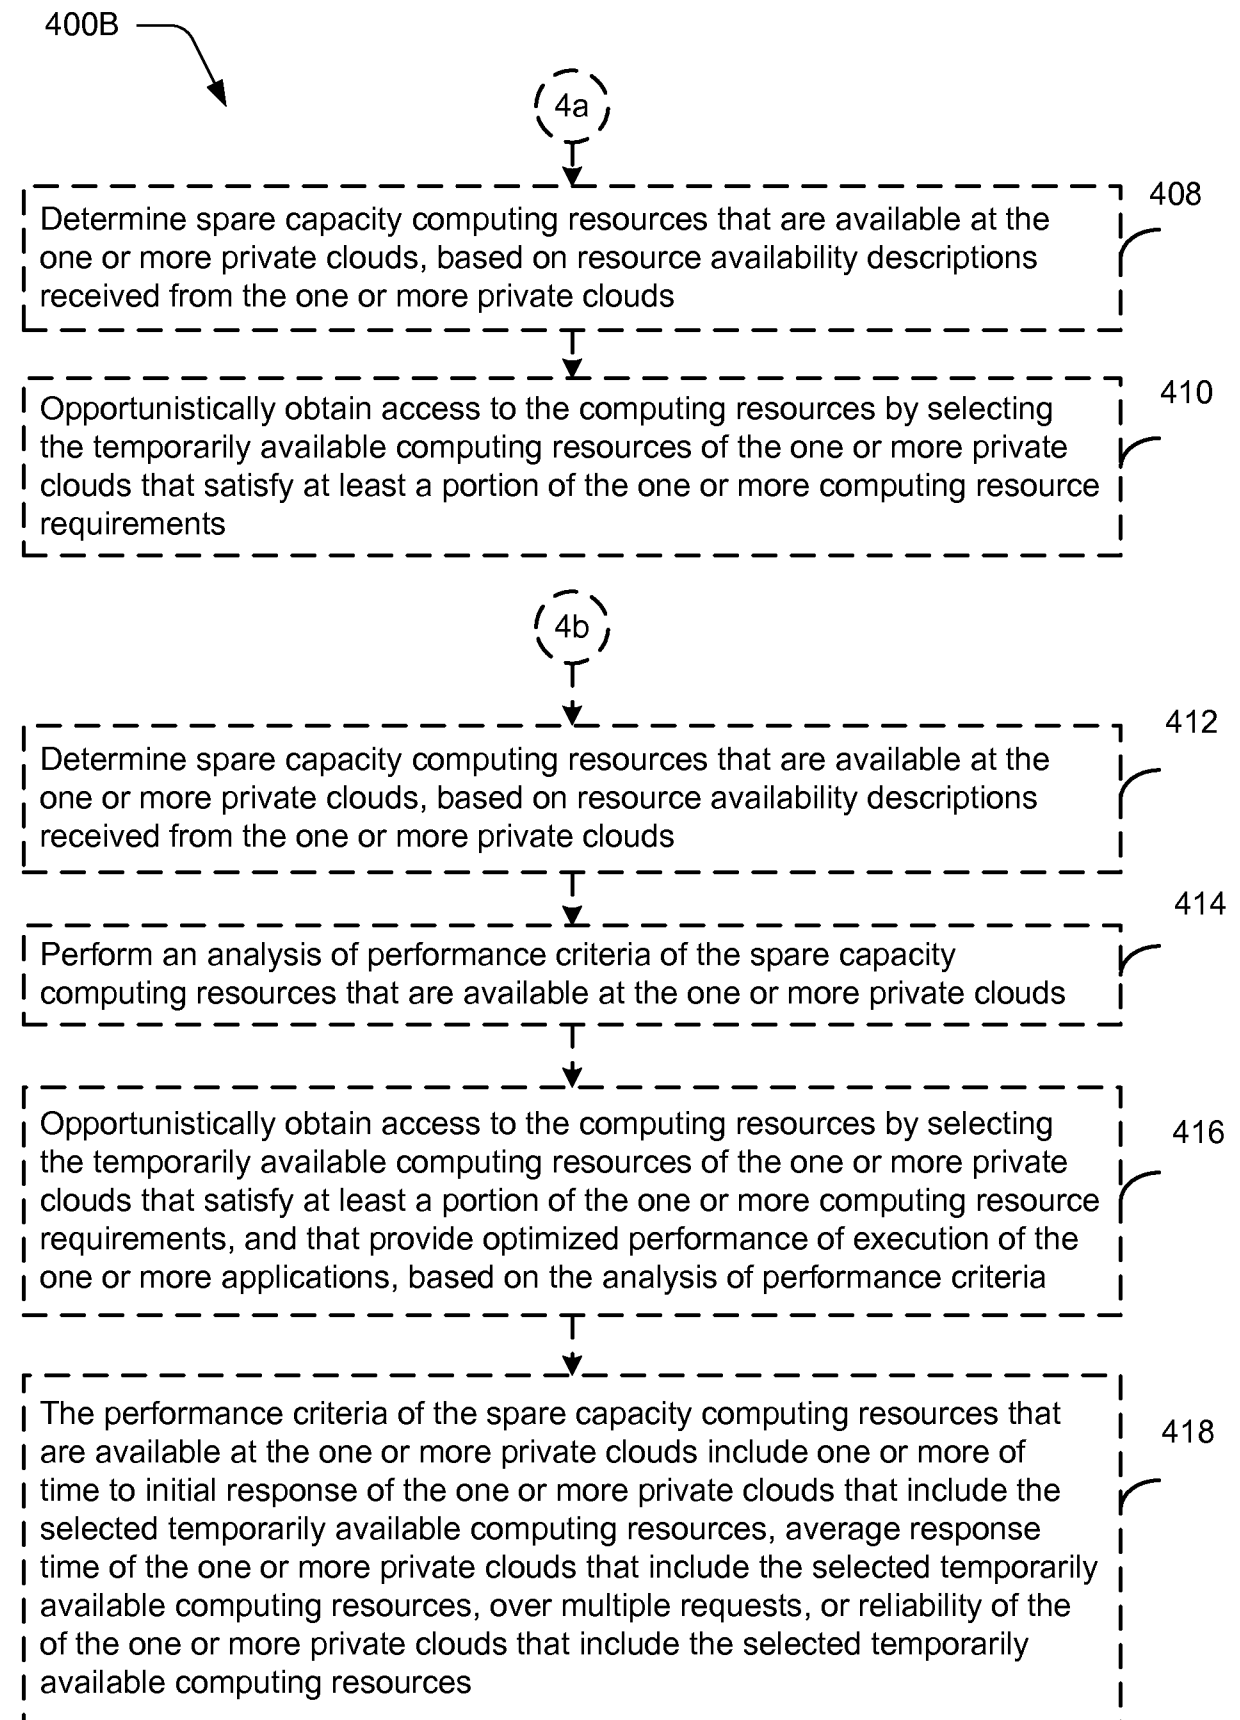 400B
4a
408
Determine spare capacity computing resources that are available at the
one or more private clouds, based on resource availability descriptions
received from the one or more private clouds
410
Opportunistically obtain access to the computing resources by selecting
the temporarily available computing resources of the one or more private
clouds that satisfy at least a portion of the one or more computing resource
requirements
4b
412
Determine spare capacity computing resources that are available at the
one or more private clouds, based on resource availability descriptions
received from the one or more private clouds
414
Perform an analysis of performance criteria of the spare capacity
computing resources that are available at the one or more private clouds
416
Opportunistically obtain access to the computing resources by selecting
the temporarily available computing resources of the one or more private
clouds that satisfy at least a portion of the one or more computing resource
requirements, and that provide optimized performance of execution of the
one or more applications, based on the analysis of performance criteria
418
The performance criteria of the spare capacity computing resources that
are available at the one or more private clouds include one or more of
time to initial response of the one or more private clouds that include the
selected temporarily available computing resources, average response
time of the one or more private clouds that include the selected temporarily
available computing resources, over multiple requests, or reliability of the
of the one or more private clouds that include the selected temporarily
available computing resources